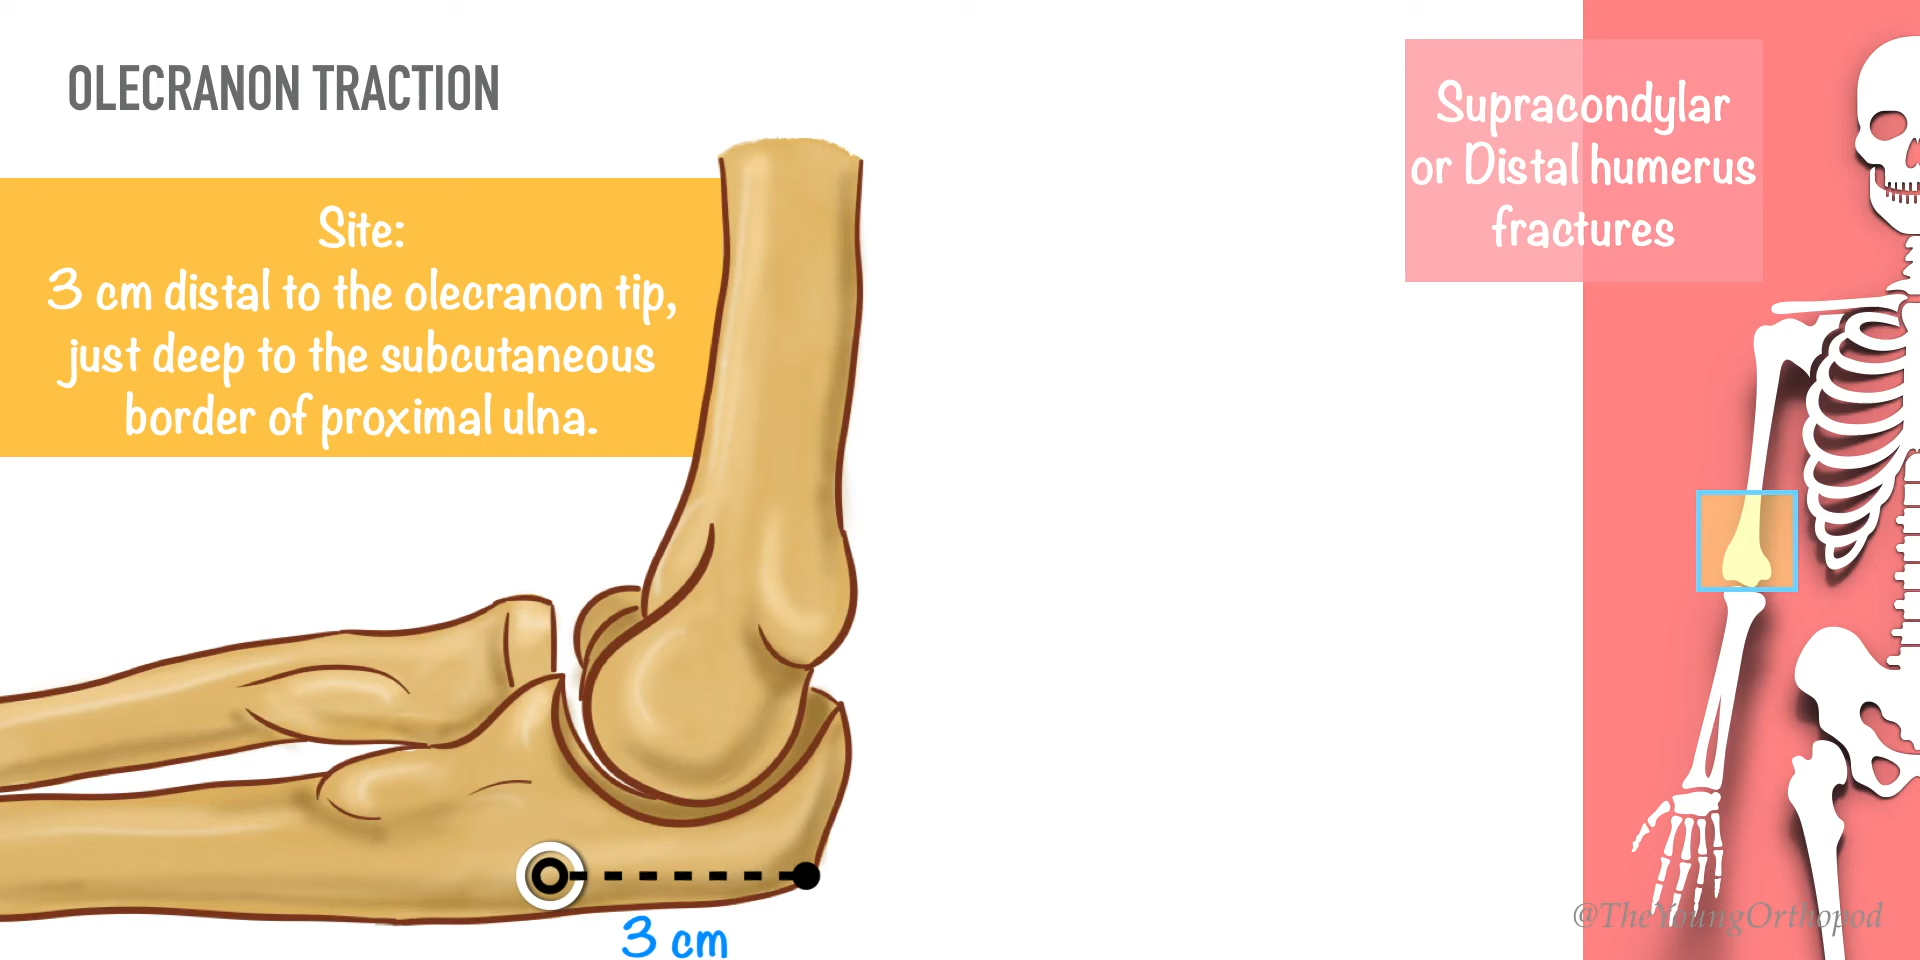 OLECRANON TRACTION
Site:
3 cm distal to the olecranon tip,
just deep to the subcutaneous
border of proximal ulna.
Supracondylar
or Distal humerus
fractures
3 cm
@TheYoungOrthopod